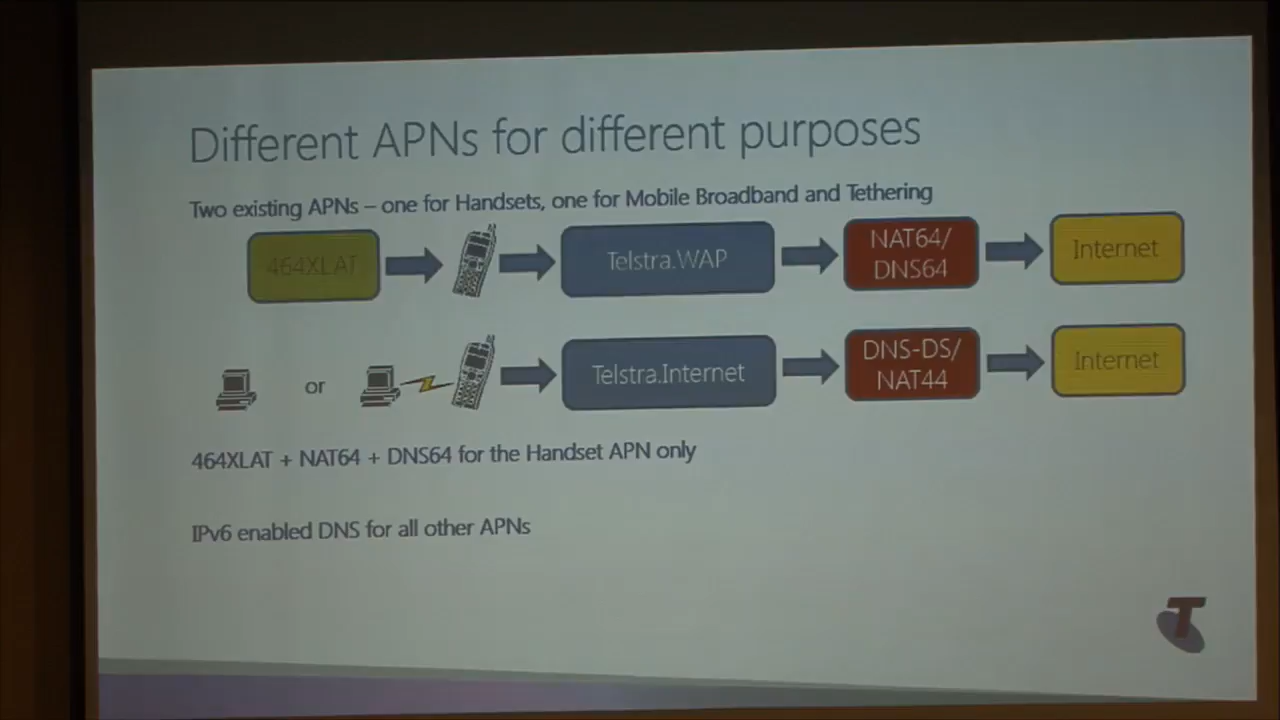 Different APNs for different purposes
Two existing APNs – one for Handsets, one for Mobile Broadband and Tethering
464XLAT
Telstra.WAP
NAT64/
DNS64
Internet
or
Telstra.Internet
DNS-DS/
NAT44
Internet
464XLAT + NAT64 + DNS64 for the Handset APN only
IPv6 enabled DNS for all other APNs
T